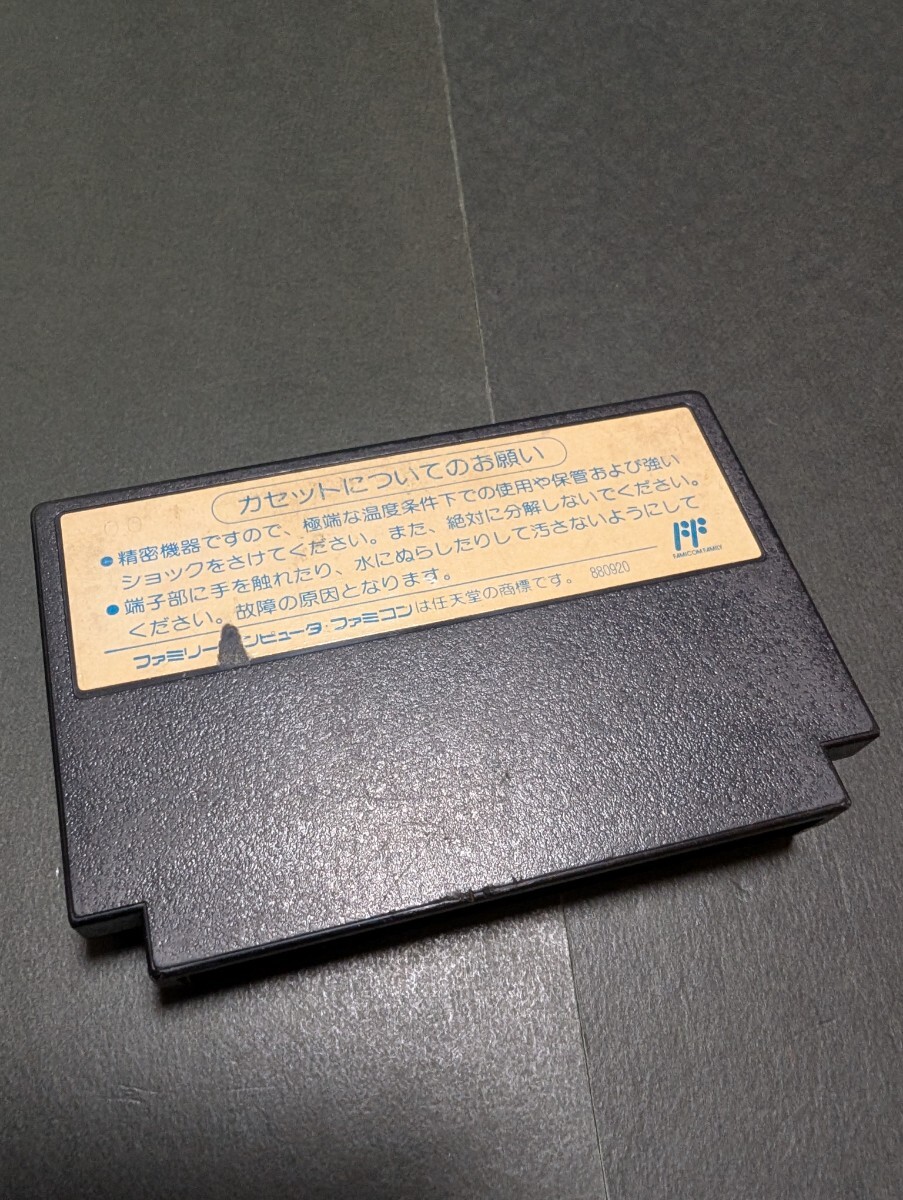 カセットについてのお願い
●精密機器ですので、極端な温度条件下での使用や保管および強い
ショックをさけてください。また、絶対に分解しないでください。
●端子部に手を触れたり、水にぬらしたりして汚さないようにして
ください。故障の原因となります。
FAMICOM FAMILY
ファミリー ンピュータ・ファミコンは任天堂の商標です。 880920